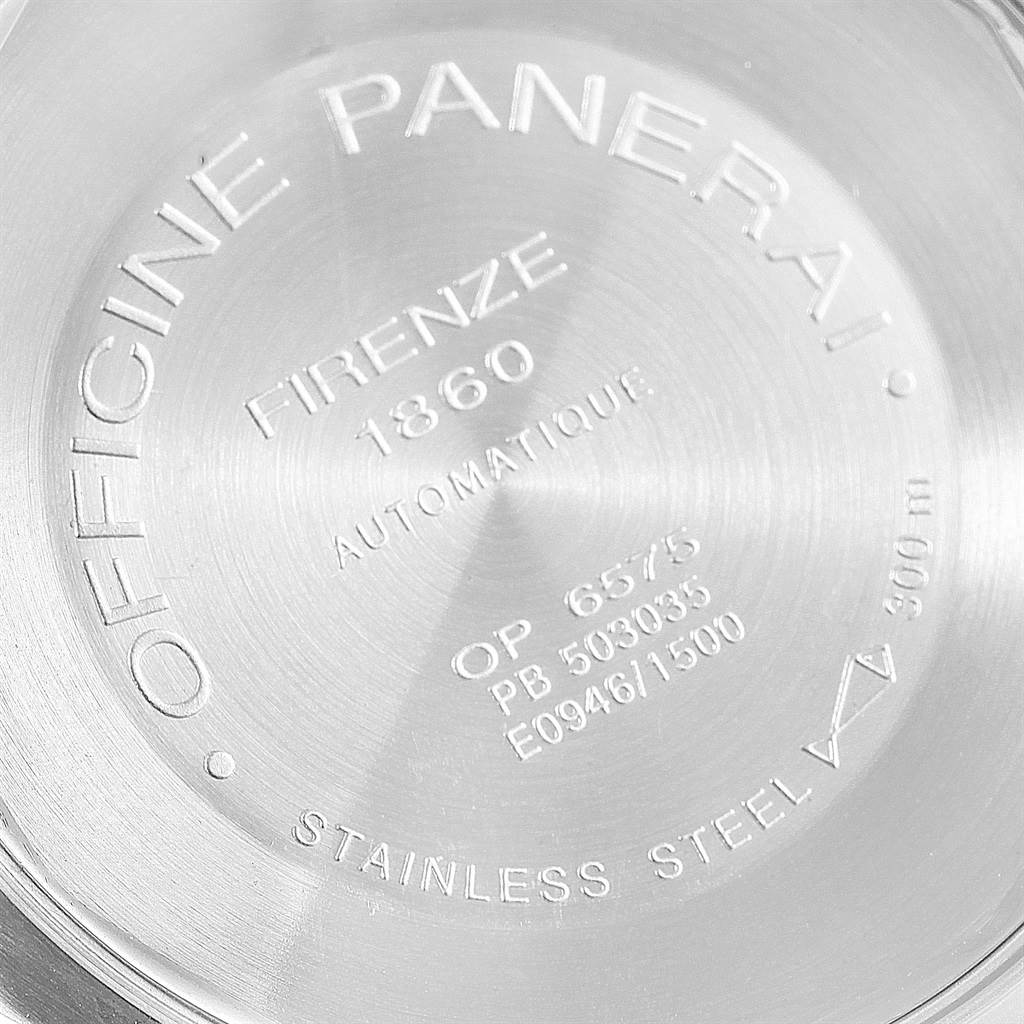 OFFICINE PANERAI
FIRENZE
1860
AUTOMATIQUE
OP 6575
PB 503035
E0946/1500
300 m
STAINLESS STEEL